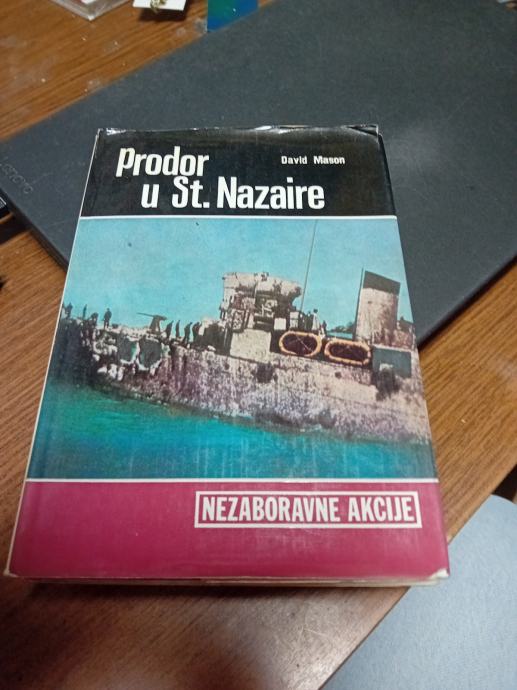 Prodor
David Mason
u St. Nazaire
NEZABORAVNE AKCIJE